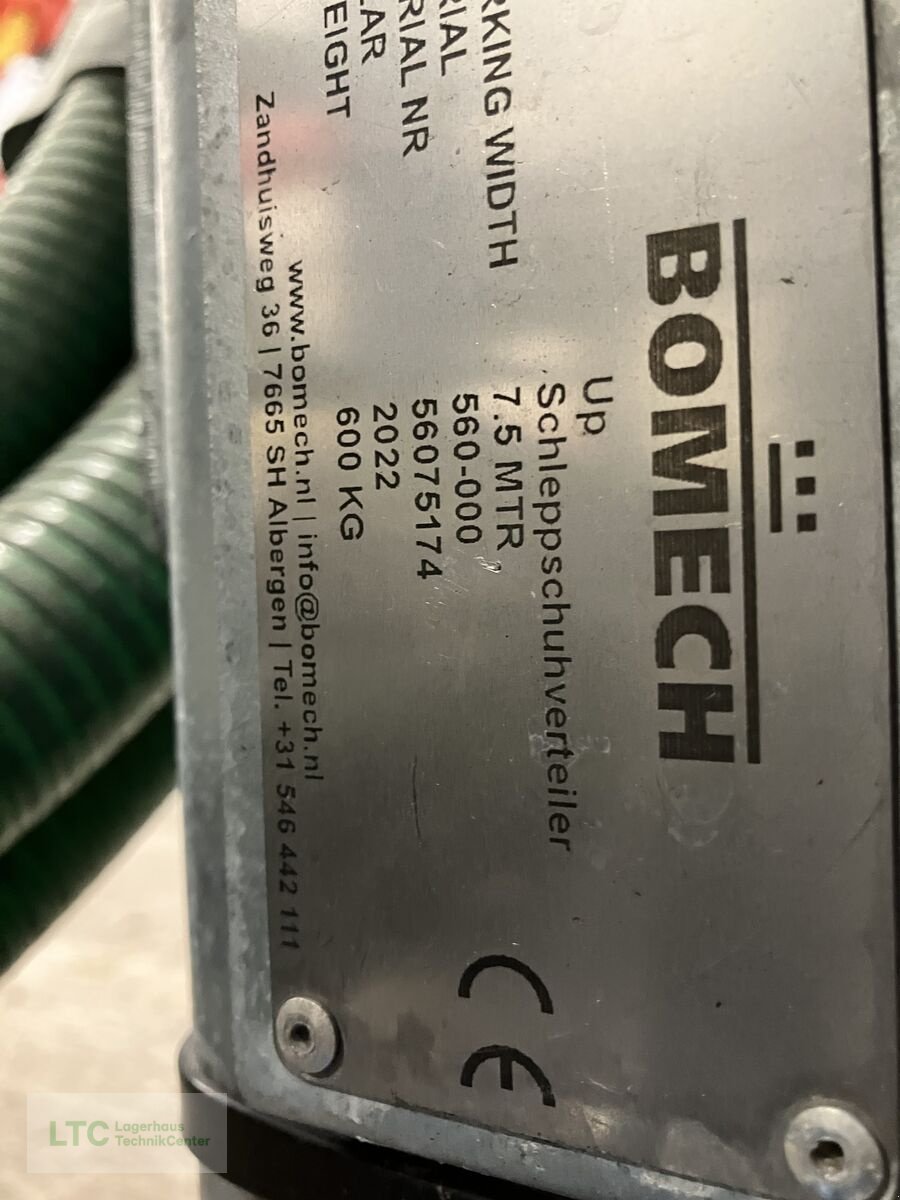 BOMECH
Up
Schleppschuhverteiler
RKING WIDTH 7.5 MTR
RIAL 560-000
RIAL NR 56075174
AR 2022
EIGHT 600 KG
www.bomech.nl | info@bomech.nl
Zandhuisweg 36 | 7665 SH Albergen | Tel. +31 546 442 111
CE
LTC Lagerhaus
TechnikCenter